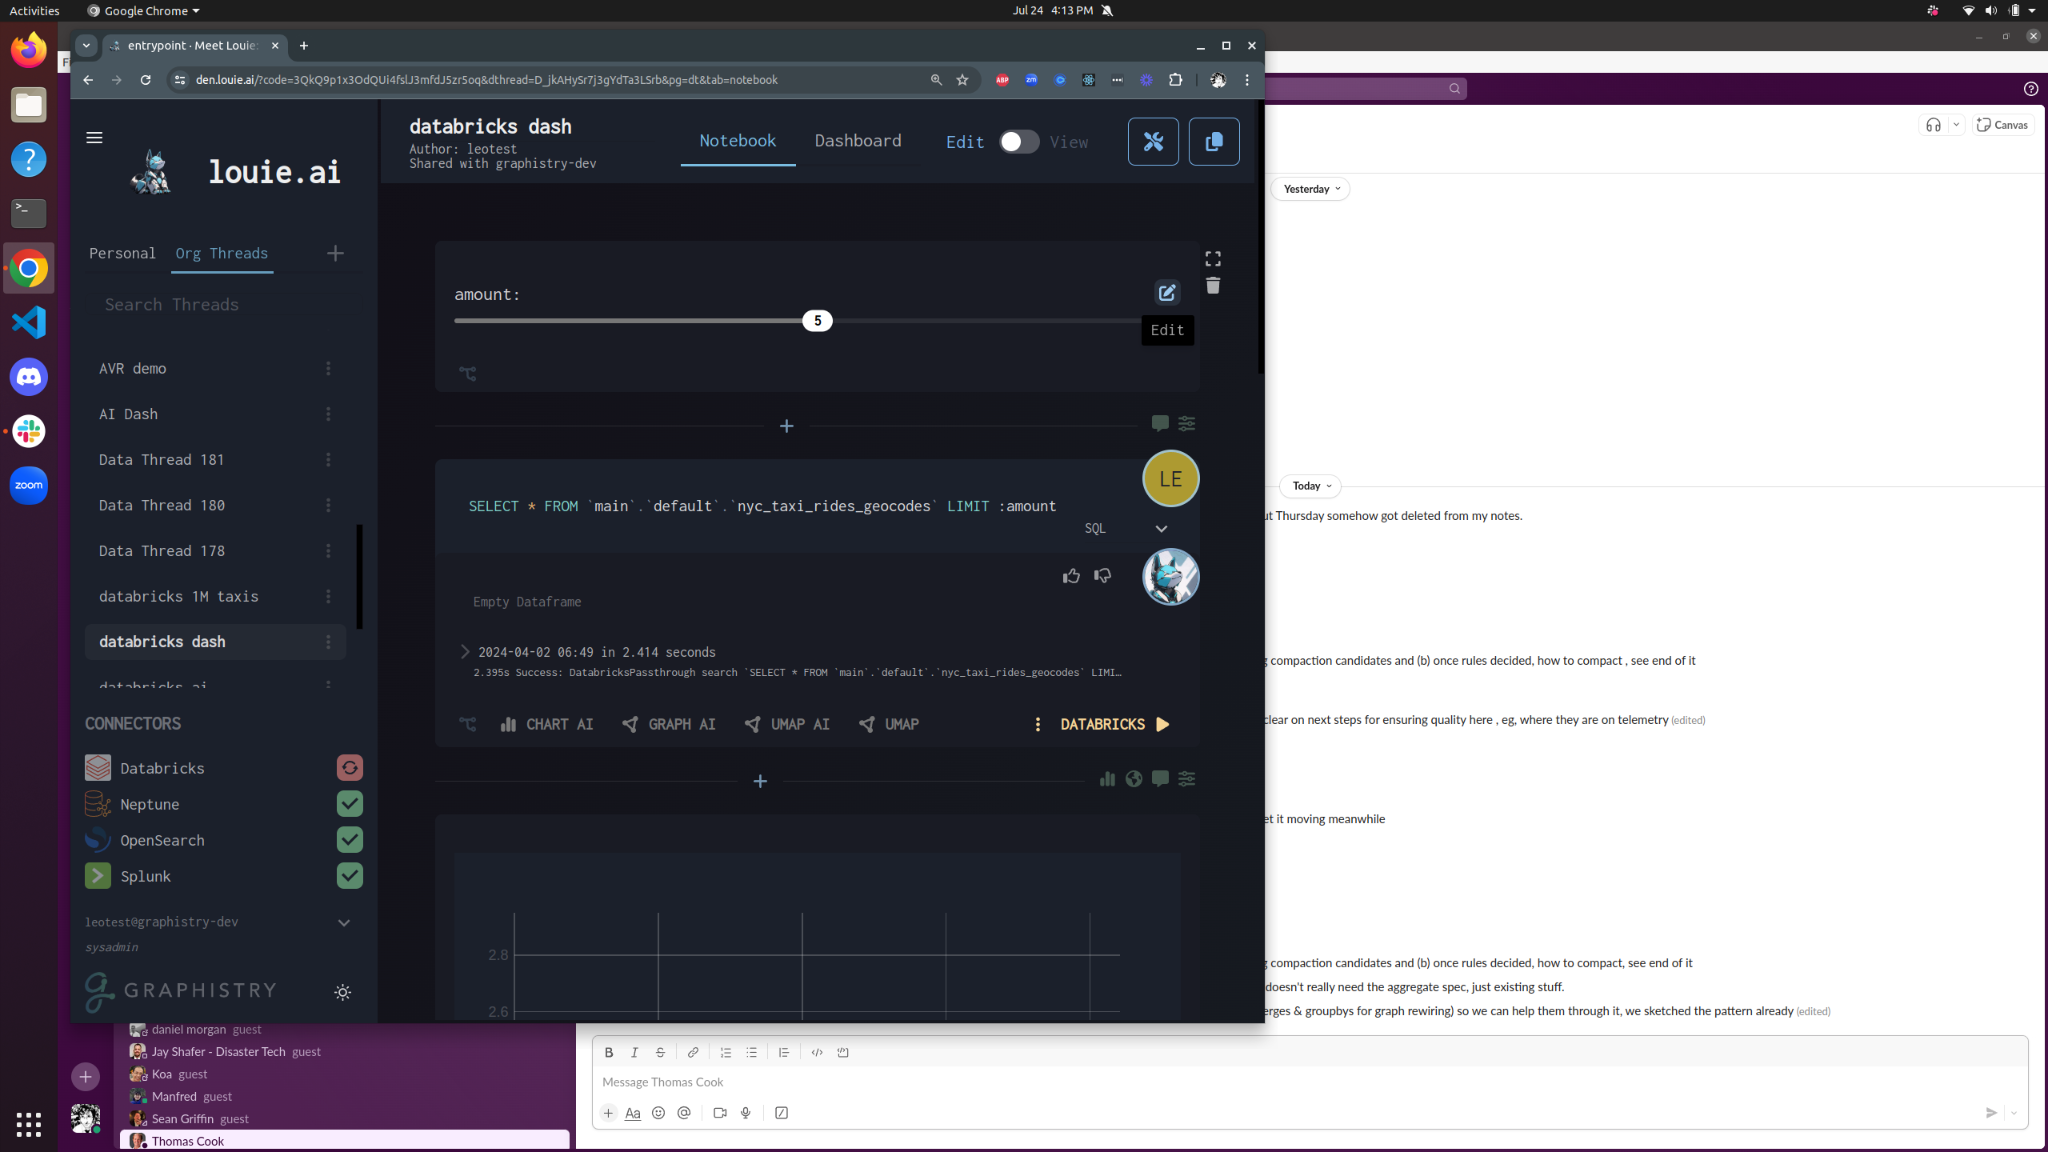 Activities
Google Chrome
Jul 24 4:13 PM
entrypoint · Meet Louie:
den.louie.ai/?code=3QkQ9p1x3OdQUi4fslJ3mfdJ5zr5oq&dthread=D_jkAHySr7j3gYdTa3LSrb&pg=dt&tab=notebook
louie.ai
Personal
Org Threads
Search Threads
AVR demo
AI Dash
Data Thread 181
Data Thread 180
Data Thread 178
databricks 1M taxis
databricks dash
databricks ai
CONNECTORS
Databricks
Neptune
OpenSearch
Splunk
leotest@graphistry-dev
sysadmin
GRAPHISTRY
databricks dash
Author: leotest
Shared with graphistry-dev
Notebook
Dashboard
Edit
View
amount:
5
Edit
LE
SELECT * FROM `main`.`default`.`nyc_taxi_rides_geocodes` LIMIT :amount
SQL
Empty Dataframe
2024-04-02 06:49 in 2.414 seconds
2.395s Success: DatabricksPassthrough search `SELECT * FROM `main`.`default`.`nyc_taxi_rides_geocodes` LIMI…
CHART AI
GRAPH AI
UMAP AI
UMAP
DATABRICKS
2.8
2.6
Canvas
Yesterday
Today
ut Thursday somehow got deleted from my notes.
g compaction candidates and (b) once rules decided, how to compact , see end of it
clear on next steps for ensuring quality here , eg, where they are on telemetry (edited)
et it moving meanwhile
g compaction candidates and (b) once rules decided, how to compact, see end of it
doesn't really need the aggregate spec, just existing stuff.
erges & groupbys for graph rewiring) so we can help them through it, we sketched the pattern already (edited)
Message Thomas Cook
daniel morgan guest
Jay Shafer - Disaster Tech guest
Koa guest
Manfred guest
Sean Griffin guest
Thomas Cook
zoom
ABP
zm
F
B I S
Aa